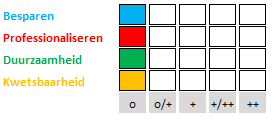 Besparen
Professionaliseren
Duurzaamheid
Kwetsbaarheid
o o/+ + +/++ ++